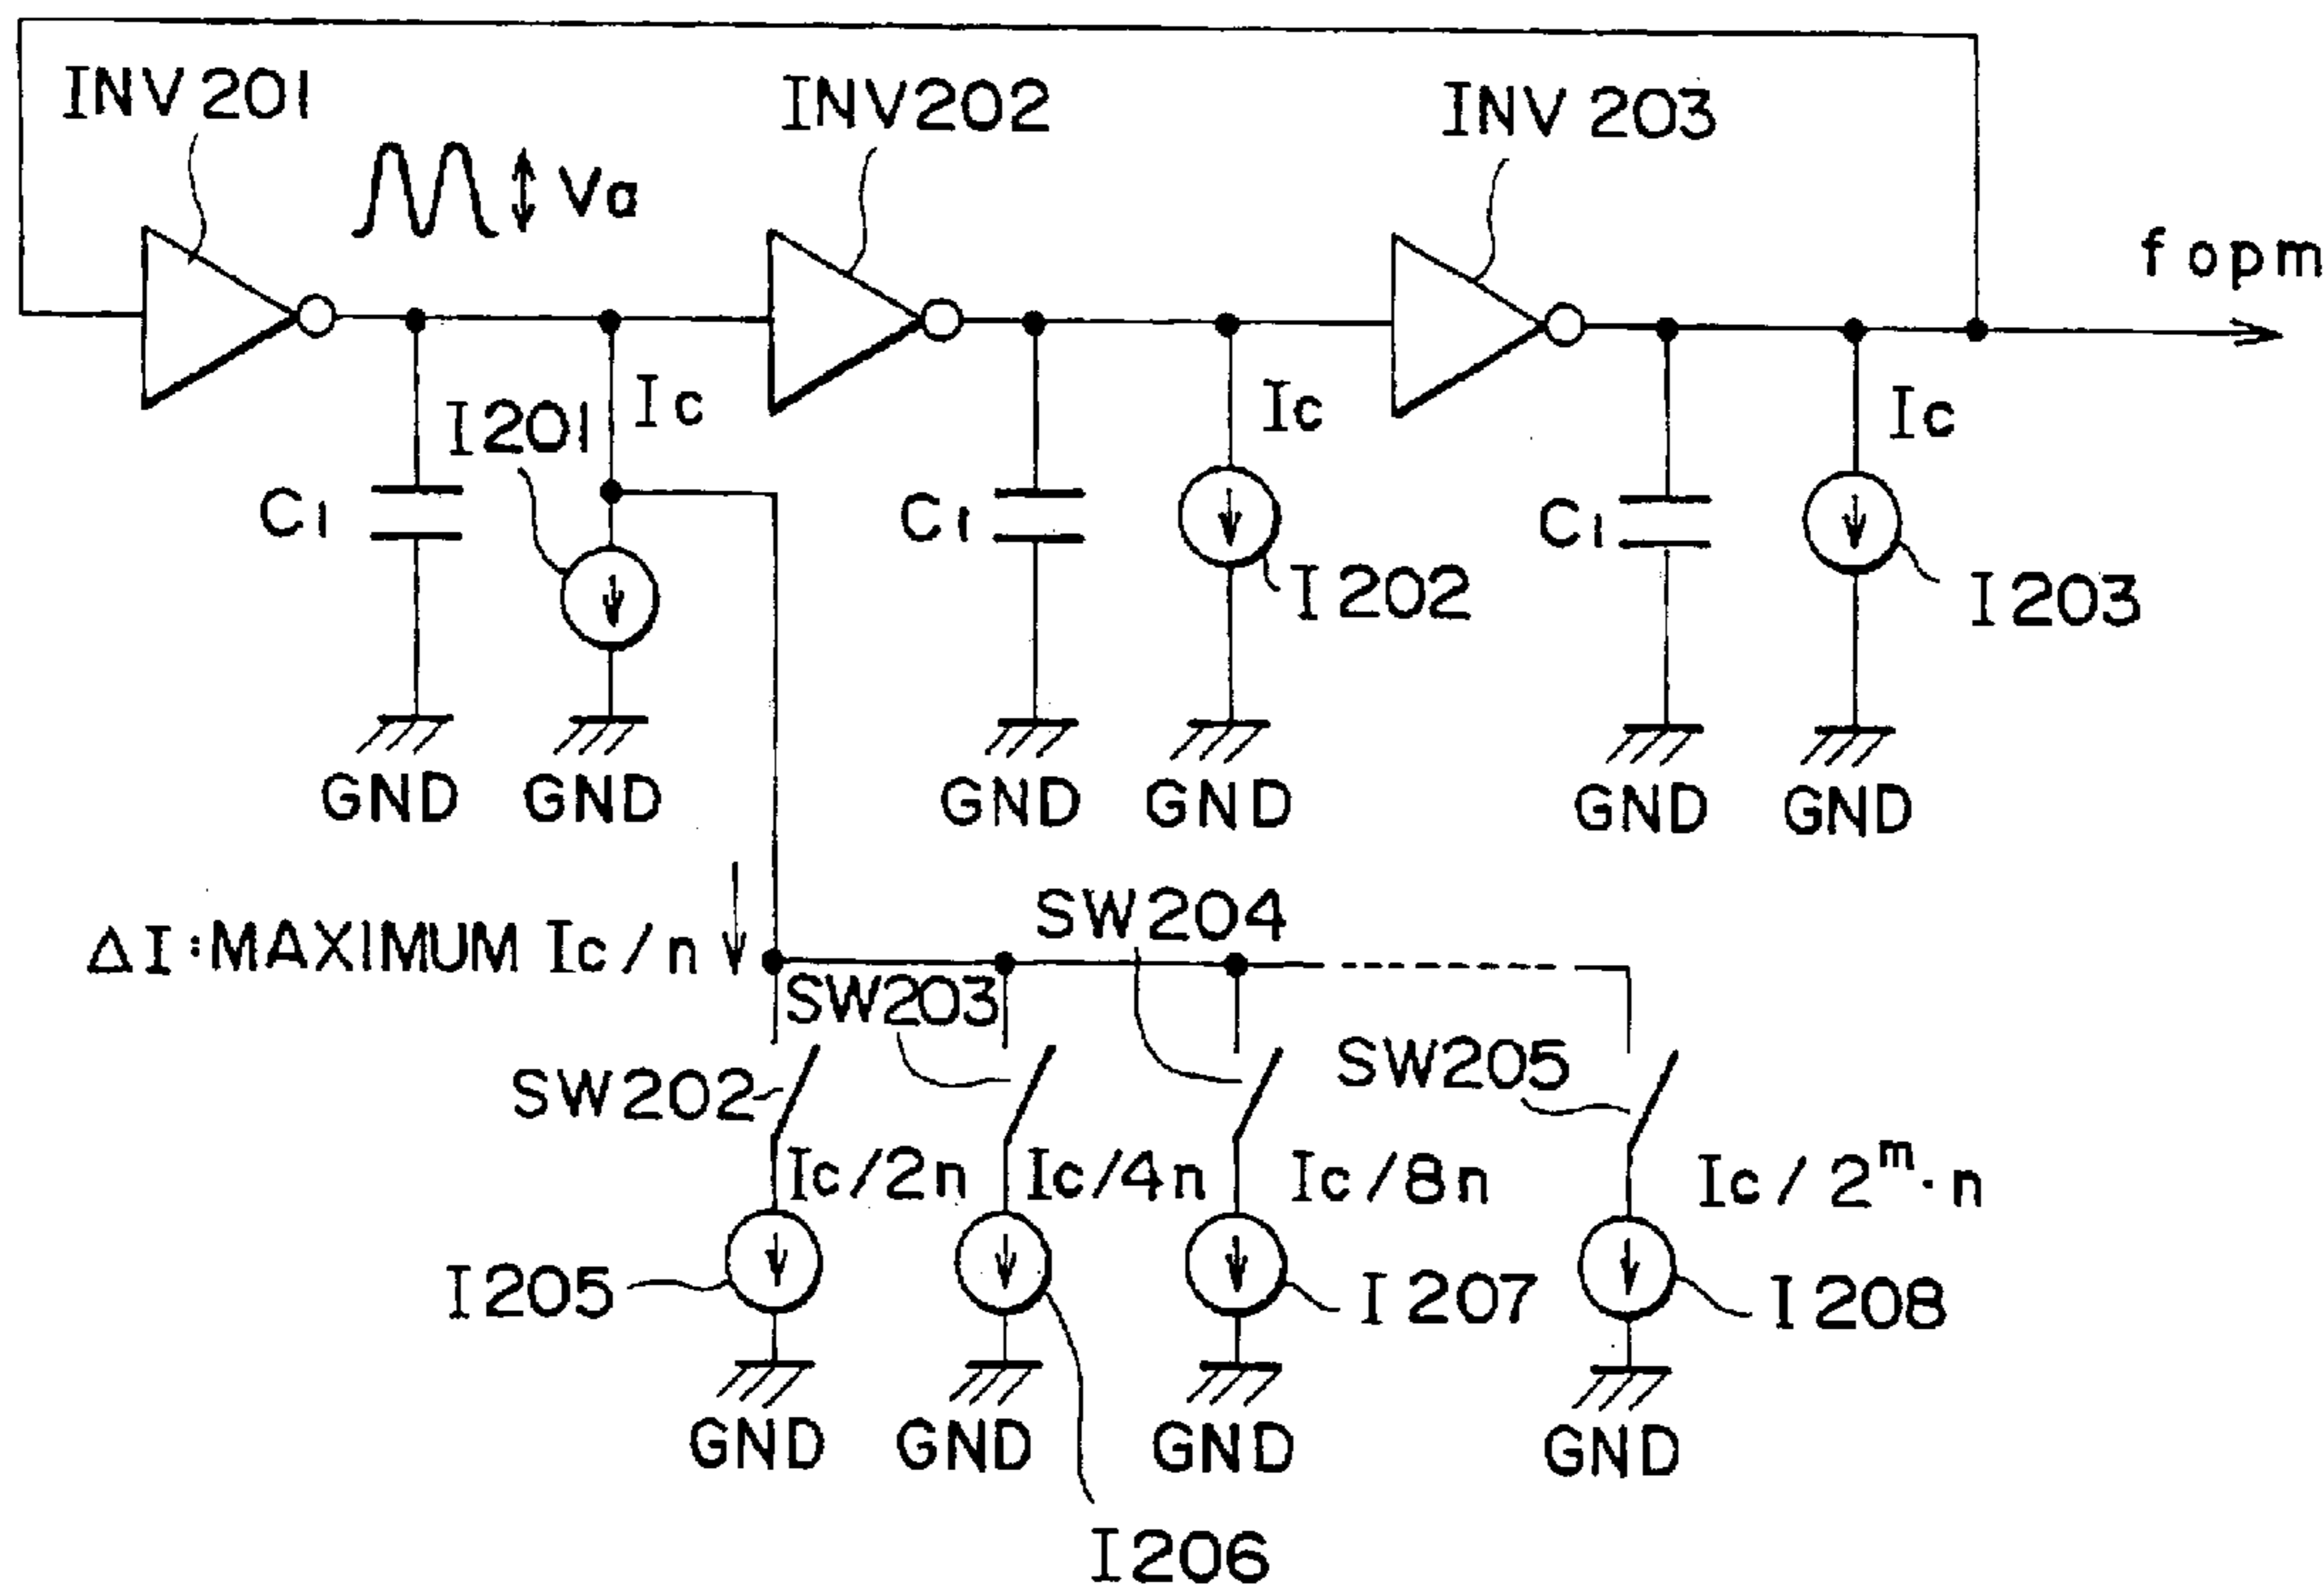 INV201
INV202
INV203
Va
fopm
Ic
Ic
Ic
I201
C1
C1
C1
I202
I203
GND
GND
GND
GND
GND
GND
SW204
ΔI:MAXIMUM Ic/n
SW203
SW202
SW205
Ic/2n
Ic/4n
Ic/8n
Ic/2^m·n
I205
I207
I208
GND
GND
GND
GND
I206